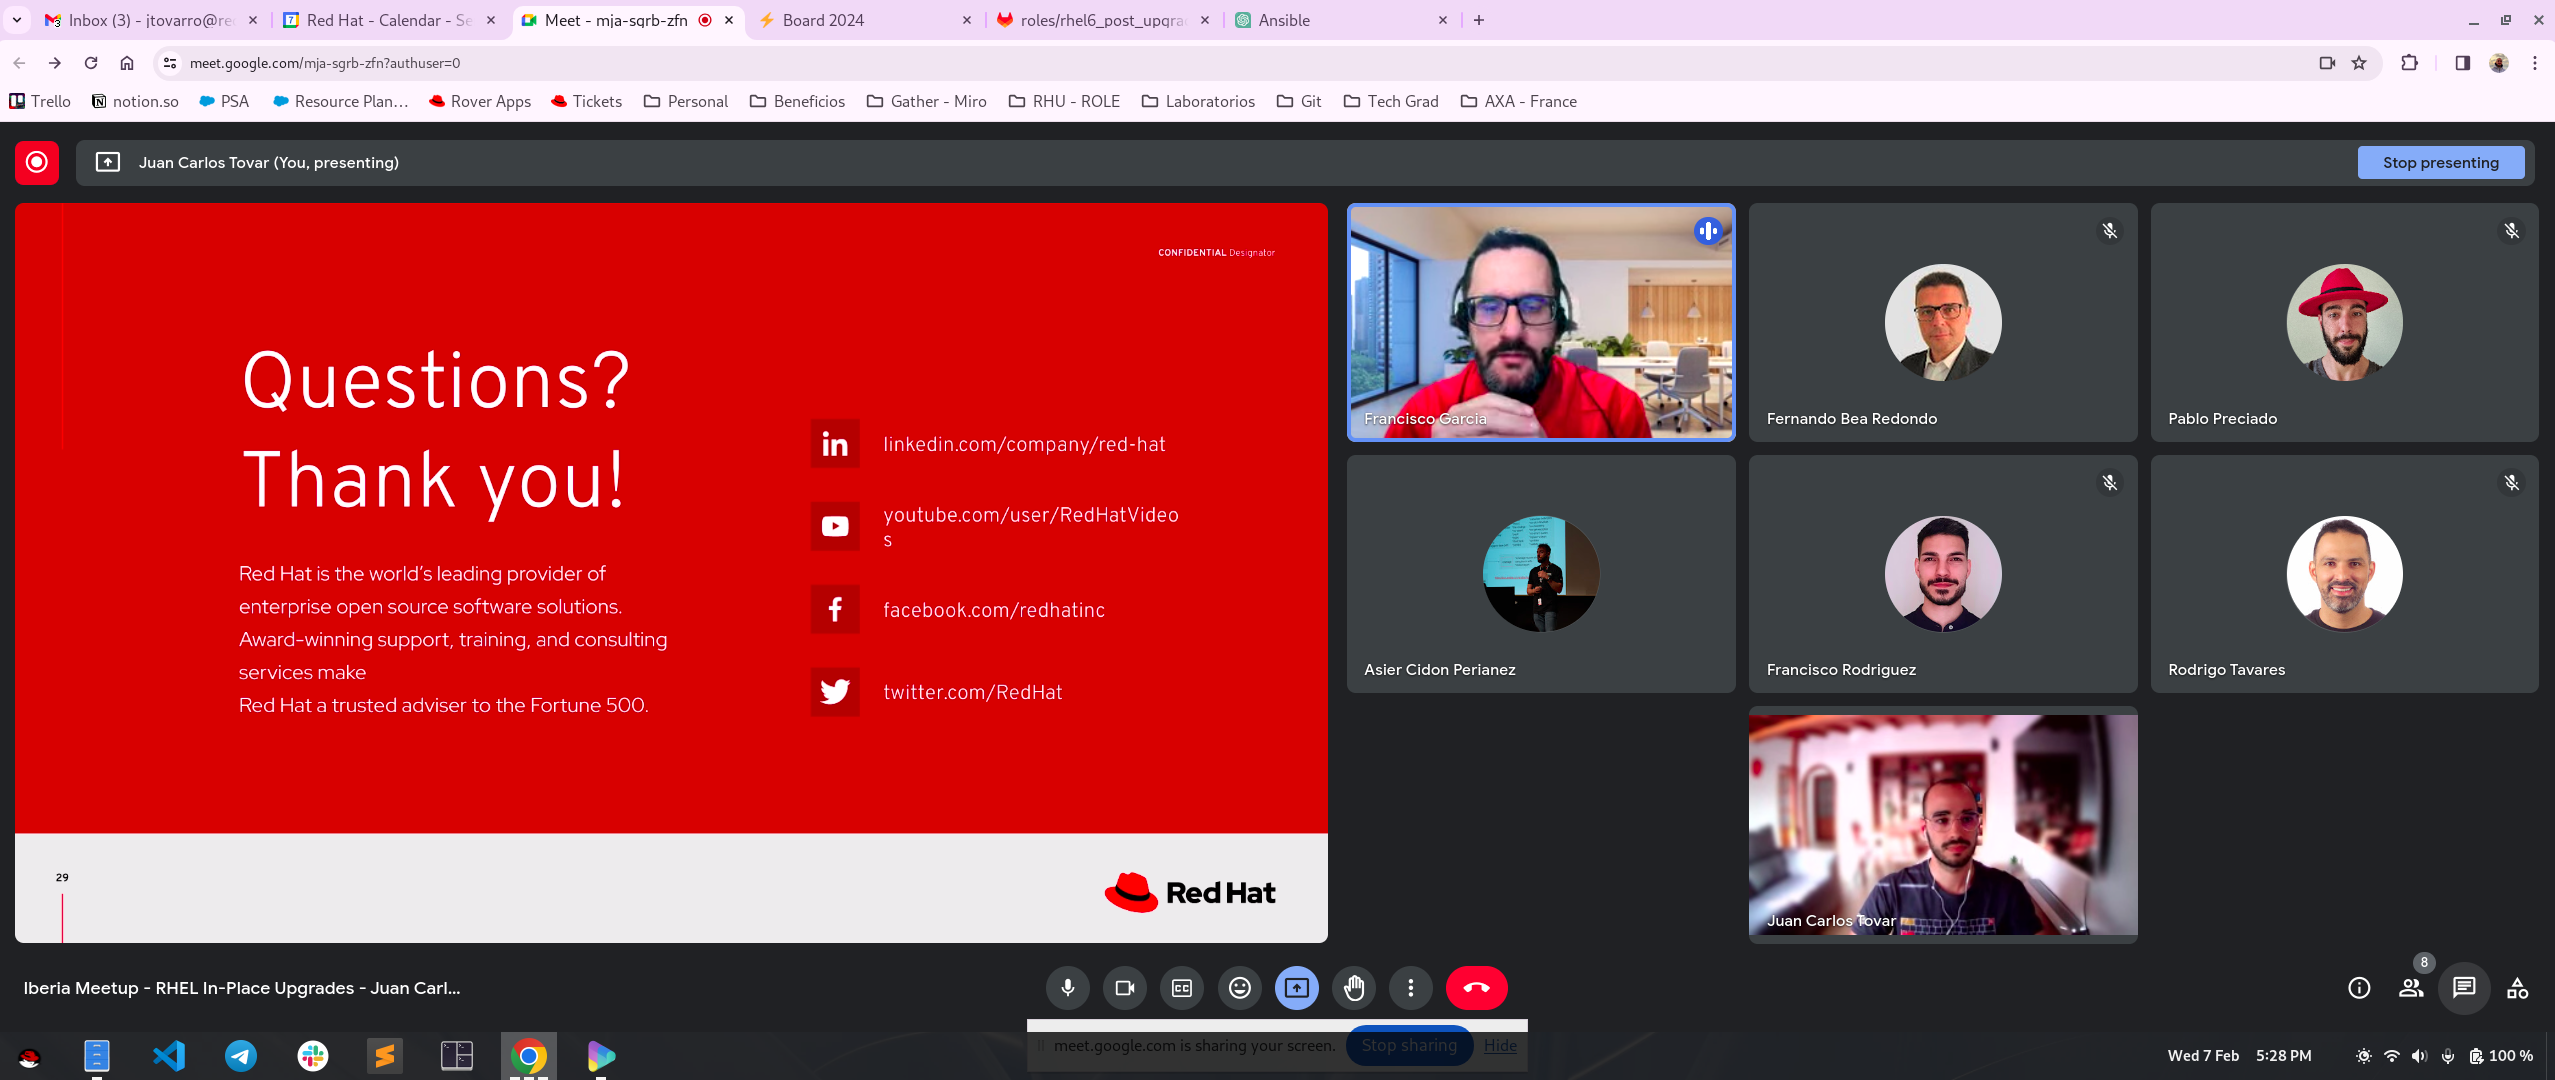 Inbox (3) - jtovarro@re
Red Hat - Calendar - Se
Meet - mja-sgrb-zfn
Board 2024
roles/rhel6_post_upgra
Ansible
meet.google.com/mja-sgrb-zfn?authuser=0
Trello
notion.so
PSA
Resource Plan...
Rover Apps
Tickets
Personal
Beneficios
Gather - Miro
RHU - ROLE
Laboratorios
Git
Tech Grad
AXA - France
Juan Carlos Tovar (You, presenting)
Stop presenting
CONFIDENTIAL Designator
Questions?
Thank you!
Red Hat is the world’s leading provider of
enterprise open source software solutions.
Award-winning support, training, and consulting
services make
Red Hat a trusted adviser to the Fortune 500.
linkedin.com/company/red-hat
youtube.com/user/RedHatVideo
s
facebook.com/redhatinc
twitter.com/RedHat
29
Red Hat
Francisco Garcia
Fernando Bea Redondo
Pablo Preciado
Asier Cidon Perianez
Francisco Rodriguez
Rodrigo Tavares
Juan Carlos Tovar
Iberia Meetup - RHEL In-Place Upgrades - Juan Carl...
CC
8
meet.google.com is sharing your screen.
Stop sharing
Hide
Wed 7 Feb
5:28 PM
100 %